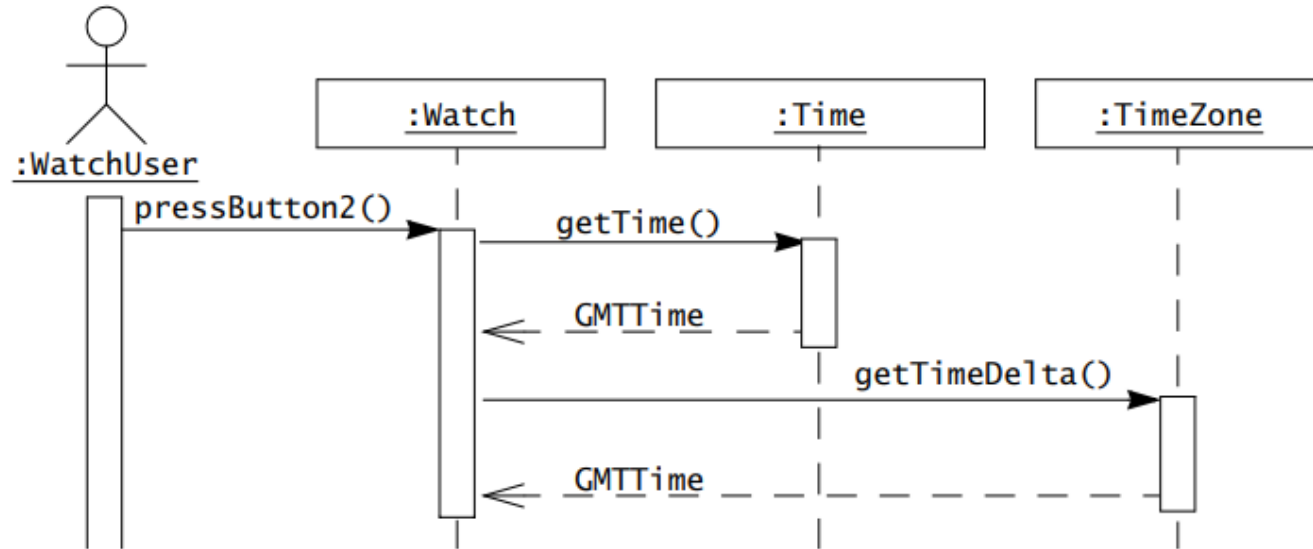 :Watch
:Time
:TimeZone
:WatchUser
pressButton2()
getTime()
GMTTime
getTimeDelta()
GMTTime